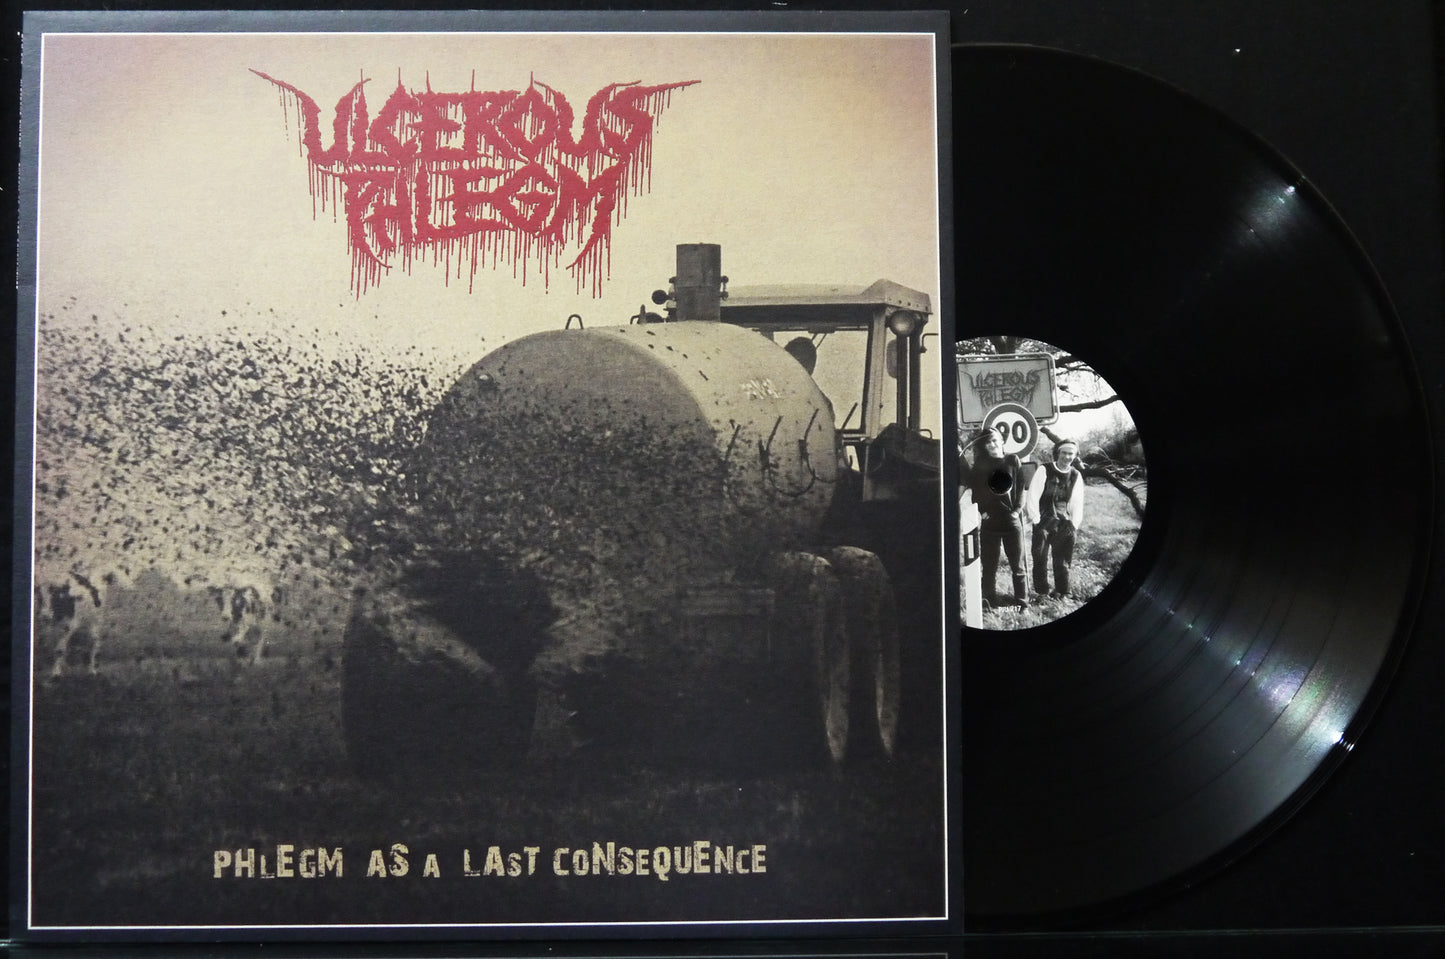 ULCEROUS
PHLEGM
PHLEGM AS A LAST CONSEQUENCE
ULCEROUS
PHLEGM
90